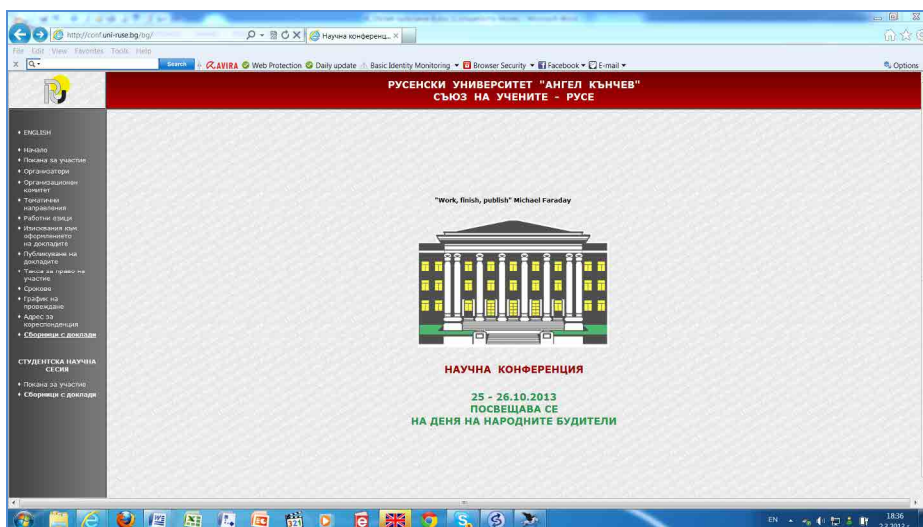 http://conf.uni-ruse.bg/bg/
Научна конференц...
File Edit View Favorites Tools Help
Search
AVIRA Web Protection Daily update Basic Identity Monitoring Browser Security Facebook E-mail
Options
РУСЕНСКИ УНИВЕРСИТЕТ "АНГЕЛ КЪНЧЕВ"
СЪЮЗ НА УЧЕНИТЕ - РУСЕ
ENGLISH
Начало
Покана за участие
Организатори
Организационен
комитет
Тематични
направления
Работни езици
Изисквания към
оформлението
на докладите
Публикуване на
докладите
Такса за право на
участие
Срокове
График на
провеждане
Адрес за
кореспонденция
Сборници с доклади
СТУДЕНТСКА НАУЧНА
СЕСИЯ
Покана за участие
Сборници с доклади
"Work, finish, publish" Michael Faraday
НАУЧНА КОНФЕРЕНЦИЯ
25 - 26.10.2013
ПОСВЕЩАВА СЕ
НА ДЕНЯ НА НАРОДНИТЕ БУДИТЕЛИ
EN
18:36